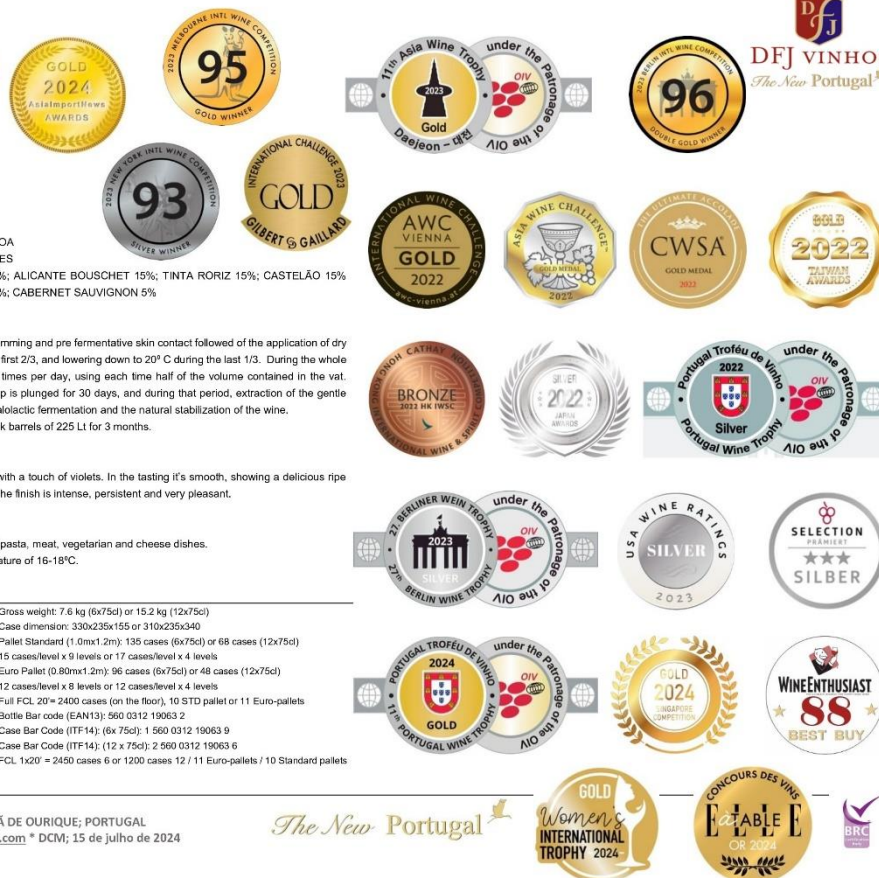 DFJ VINHO
The New Portugal
GOLD
2024
AsiaImportNews
AWARDS
2023 MELBOURNE INTL WINE COMPETITION
95
GOLD WINNER
11th Asia Wine Trophy
2023
Gold
Daejeon - 대전
under the Patronage of the OIV
OIV
2023 BERLIN INTL WINE COMPETITION
96
DOUBLE GOLD WINNER
2023 NEW YORK INTL WINE COMPETITION
93
SILVER WINNER
INTERNATIONAL CHALLENGE 2023
GOLD
GILBERT & GAILLARD
INTERNATIONAL WINE CHALLENGE
AWC
VIENNA
GOLD
2022
awc-vienna.at
ASIA WINE CHALLENGE
GOLD MEDAL
2022
THE ULTIMATE ACCOLADE
CWSA
GOLD MEDAL
2022
GOLD
2022
TAIWAN
AWARDS
OA
ES
%; ALICANTE BOUSCHET 15%; TINTA RORIZ 15%; CASTELÃO 15%
%; CABERNET SAUVIGNON 5%
mming and pre fermentative skin contact followed of the application of dry
first 2/3, and lowering down to 20º C during the last 1/3. During the whole
times per day, using each time half of the volume contained in the vat.
p is plunged for 30 days, and during that period, extraction of the gentle
alolactic fermentation and the natural stabilization of the wine.
k barrels of 225 Lt for 3 months.
with a touch of violets. In the tasting it's smooth, showing a delicious ripe
he finish is intense, persistent and very pleasant.
pasta, meat, vegetarian and cheese dishes.
ature of 16-18ºC.
HONG KONG
CATHAY
INTERNATIONAL WINE & SPIRIT
BRONZE
2022 HK IWSC
SILVER
2022
JAPAN
AWARDS
Portugal Troféu de Vinho
2022
Silver
Portugal Wine Trophy
under the Patronage of the OIV
OIV
27. BERLINER WEIN TROPHY
2023
SILVER
27th BERLIN WINE TROPHY
under the Patronage of the OIV
OIV
USA WINE RATINGS
SILVER
2023
SELECTION
PRÄMIERT
SILBER
Gross weight: 7.6 kg (6x75cl) or 15.2 kg (12x75cl)
Case dimension: 330x235x155 or 310x235x340
Pallet Standard (1.0mx1.2m): 135 cases (6x75cl) or 68 cases (12x75cl)
15 cases/level x 9 levels or 17 cases/level x 4 levels
Euro Pallet (0.80mx1.2m): 96 cases (6x75cl) or 48 cases (12x75cl)
12 cases/level x 8 levels or 12 cases/level x 4 levels
Full FCL 20'= 2400 cases (on the floor), 10 STD pallet or 11 Euro-pallets
Bottle Bar code (EAN13): 560 0312 19063 2
Case Bar Code (ITF14): (6x 75cl): 1 560 0312 19063 9
Case Bar Code (ITF14): (12 x 75cl): 2 560 0312 19063 6
FCL 1x20' = 2450 cases 6 or 1200 cases 12 / 11 Euro-pallets / 10 Standard pallets
PORTUGAL TROFÉU DE VINHO
2024
GOLD
11th PORTUGAL WINE TROPHY
under the Patronage of the OIV
OIV
GOLD
2024
SINGAPORE
COMPETITION
WINEENTHUSIAST
88
BEST BUY
Á DE OURIQUE; PORTUGAL
.com * DCM; 15 de julho de 2024
The New Portugal
GOLD
Women's
INTERNATIONAL
TROPHY 2024
CONCOURS DES VINS
ELLE
à TABLE
OR 2024
BRC